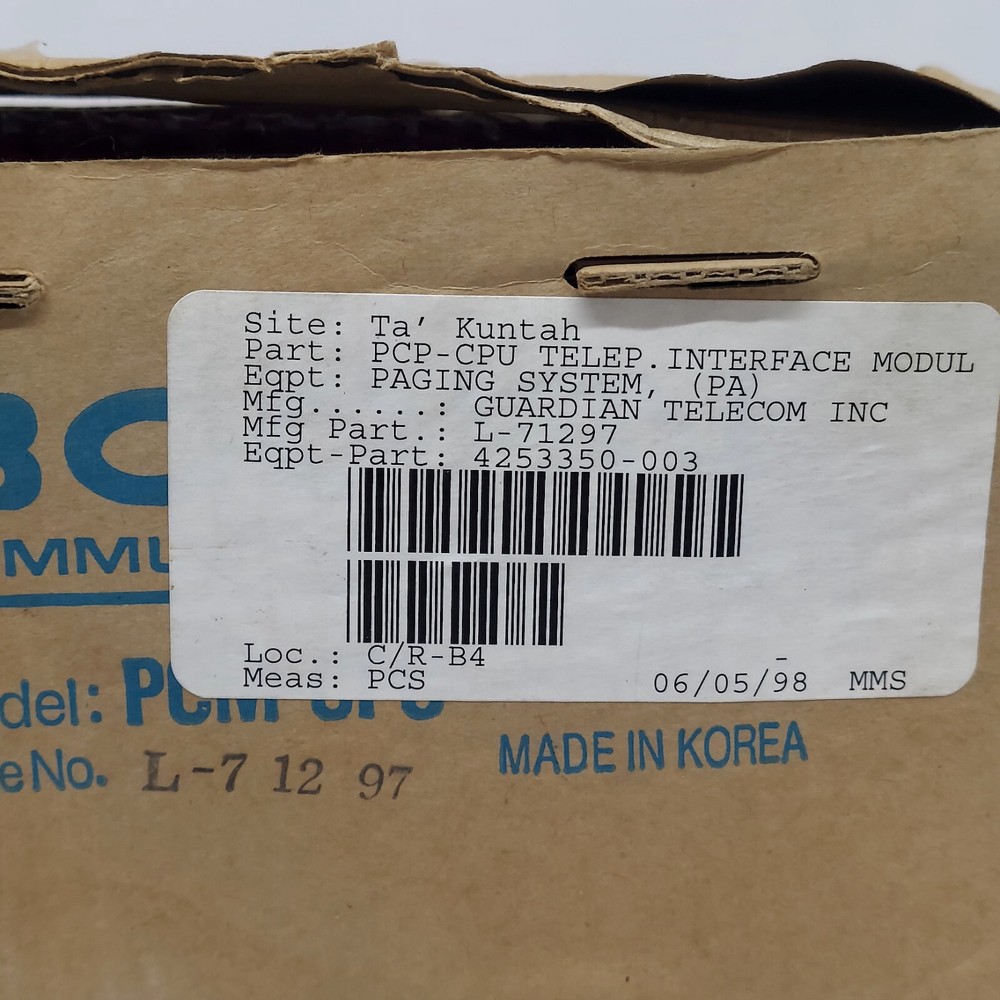 Site: Ta' Kuntah
Part: PCP-CPU TELEP.INTERFACE MODUL
Eqpt: PAGING SYSTEM, (PA)
Mfg......: GUARDIAN TELECOM INC
Mfg Part.: L-71297
Eqpt-Part: 4253350-003
Loc.: C/R-B4
Meas: PCS 06/05/98 MMS
del:
eNo. L-7 12 97
MADE IN KOREA